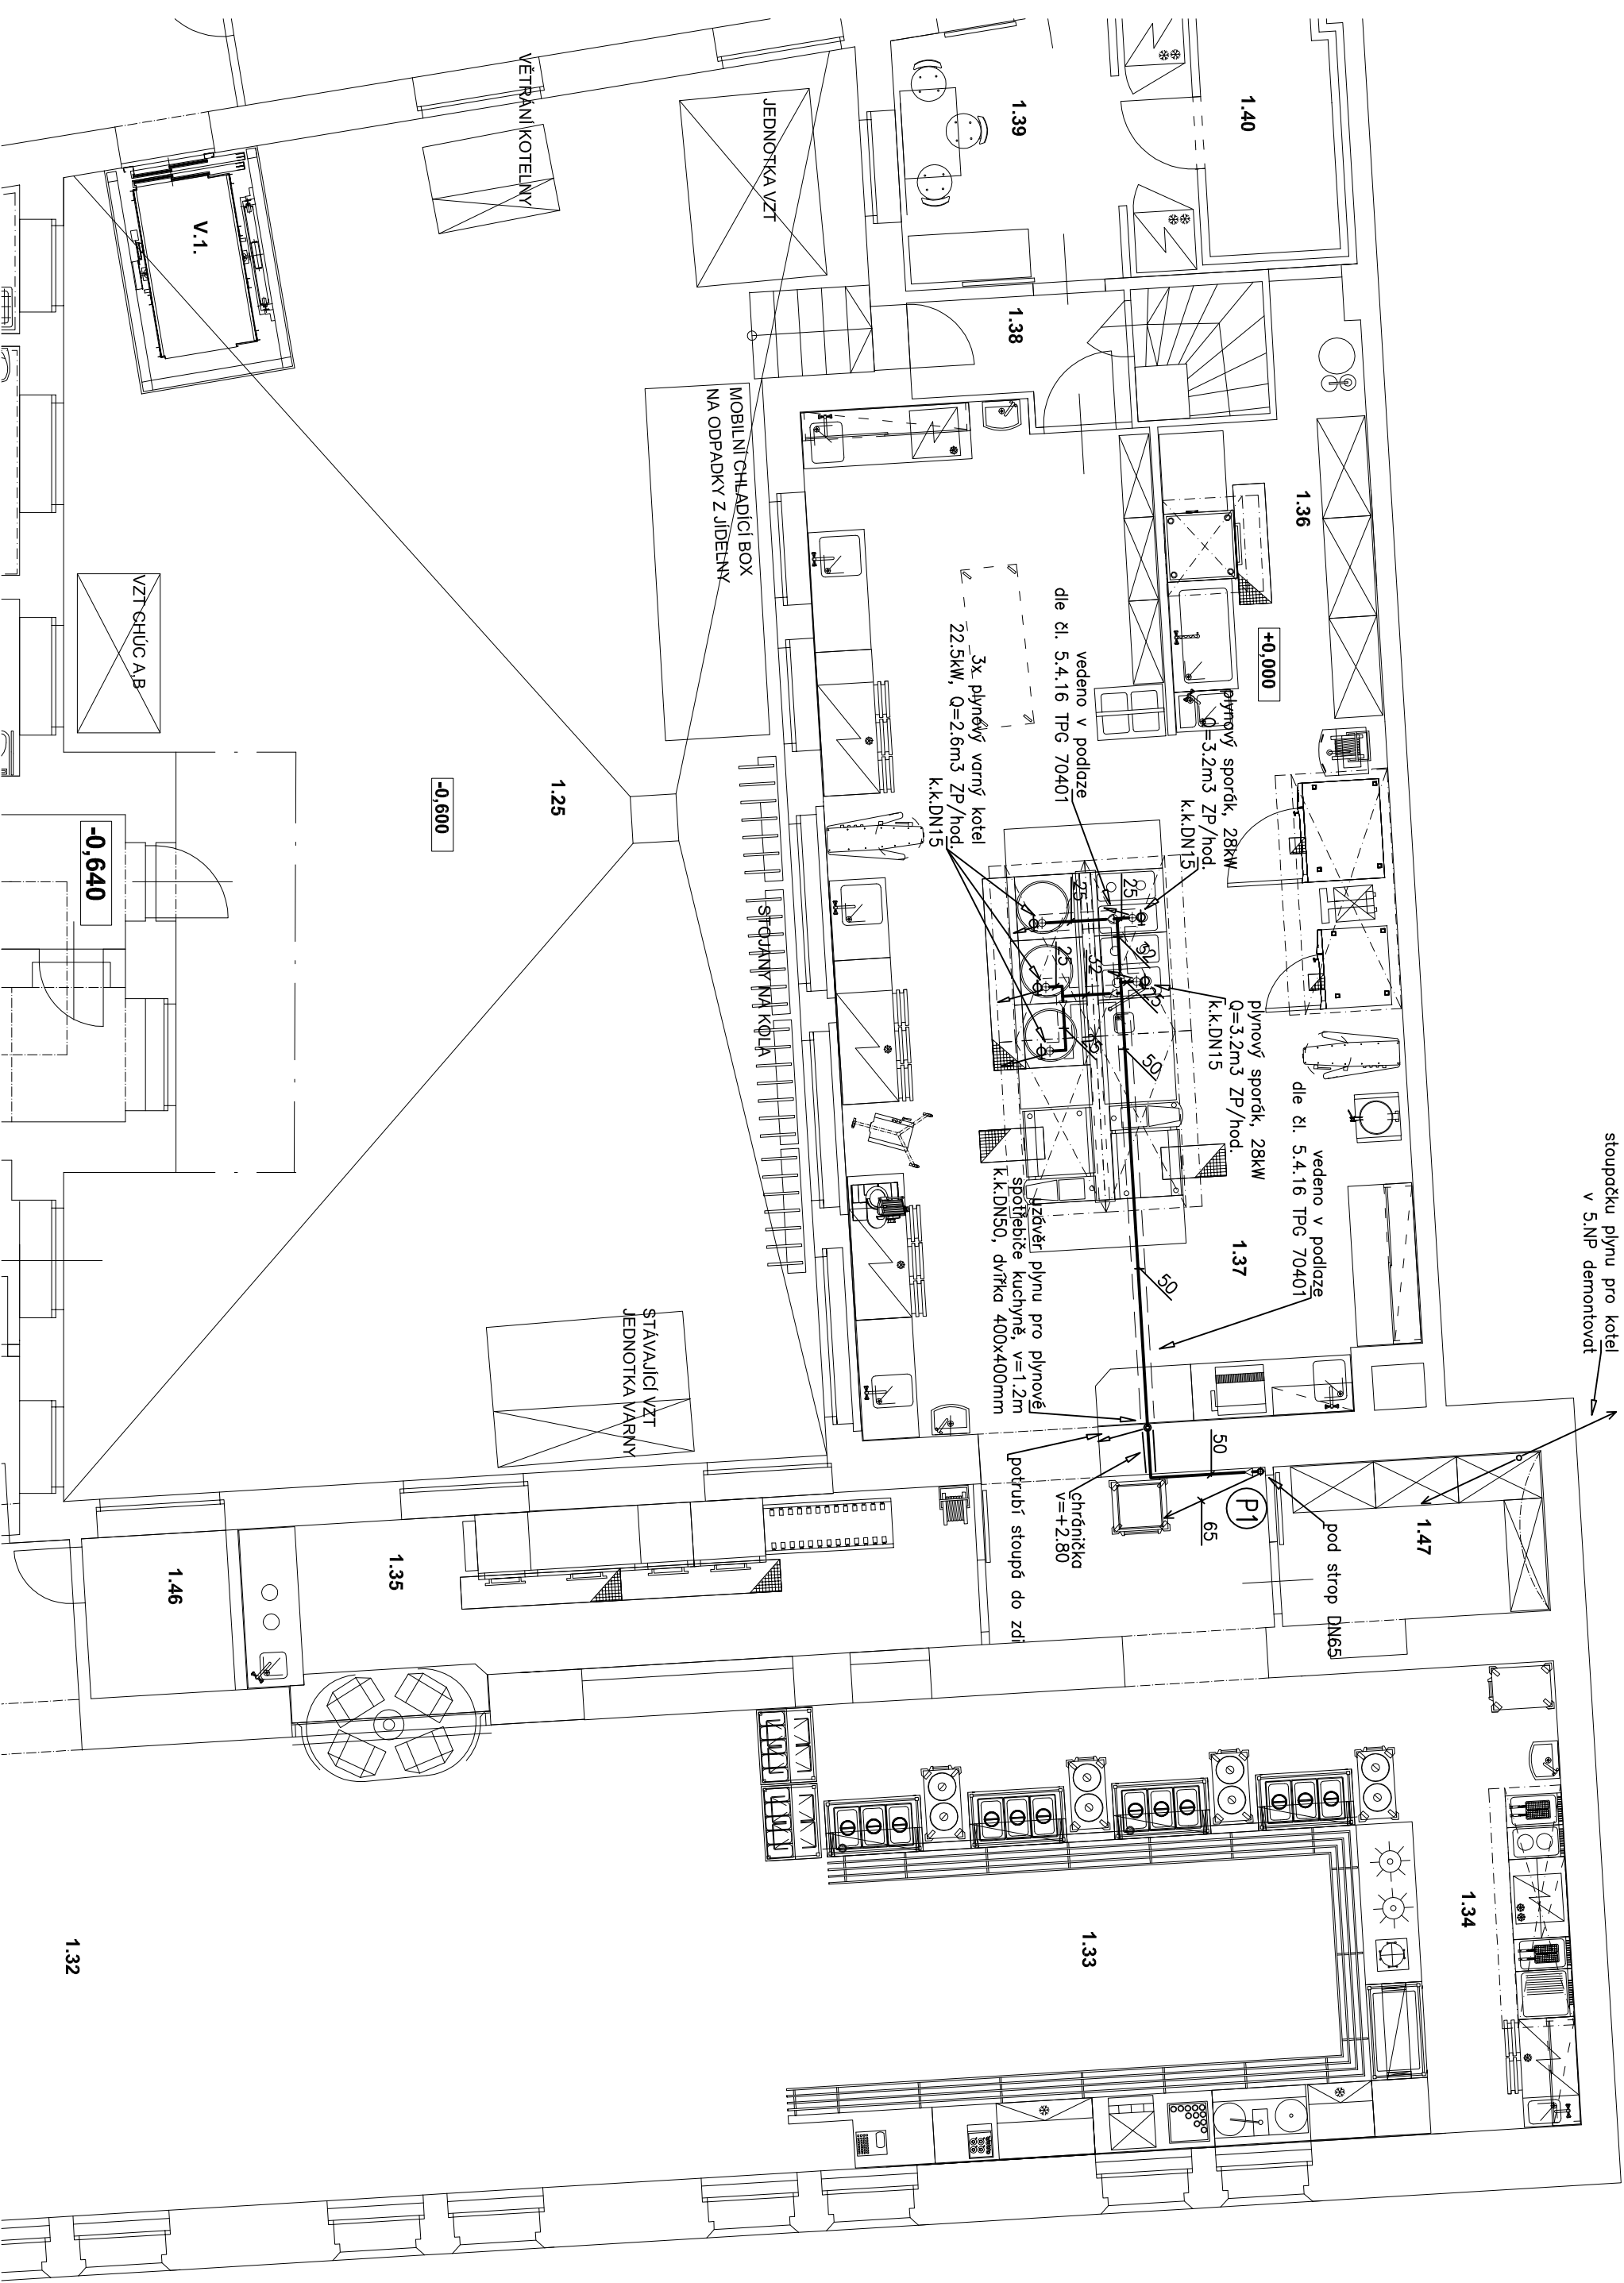 stoupačku plynu pro kotel
v 5.NP demontovat
1.40
1.39
1.38
1.36
+0,000
1.37
1.47
1.34
1.33
1.35
1.46
1.32
1.25
-0,600
-0,640
V.1.
VĚTRÁNÍ KOTELNY
JEDNOTKA VZT
MOBILNÍ CHLADÍCÍ BOX
NA ODPADKY Z JÍDELNY
VZT CHÚC A,B
STOJANY NA KOLA
STÁVAJÍCÍ VZT
JEDNOTKA VARNY
vedeno v podlaze
dle čl. 5.4.16 TPG 70401
3x plynový varný kotel
22.5kW, Q=2.6m3 ZP/hod.
k.k.DN15
plynový sporák, 28kW
Q=3.2m3 ZP/hod.
k.k.DN15
plynový sporák, 28kW
Q=3.2m3 ZP/hod.
k.k.DN15
vedeno v podlaze
dle čl. 5.4.16 TPG 70401
uzávěr plynu pro plynové
spotřebiče kuchyně, v=1.2m
k.k.DN50, dvířka 400x400mm
potrubí stoupá do zdi
chránička
v=+2.80
pod strop DN65
P1
25
25
32
25
32
25
25
50
50
50
65